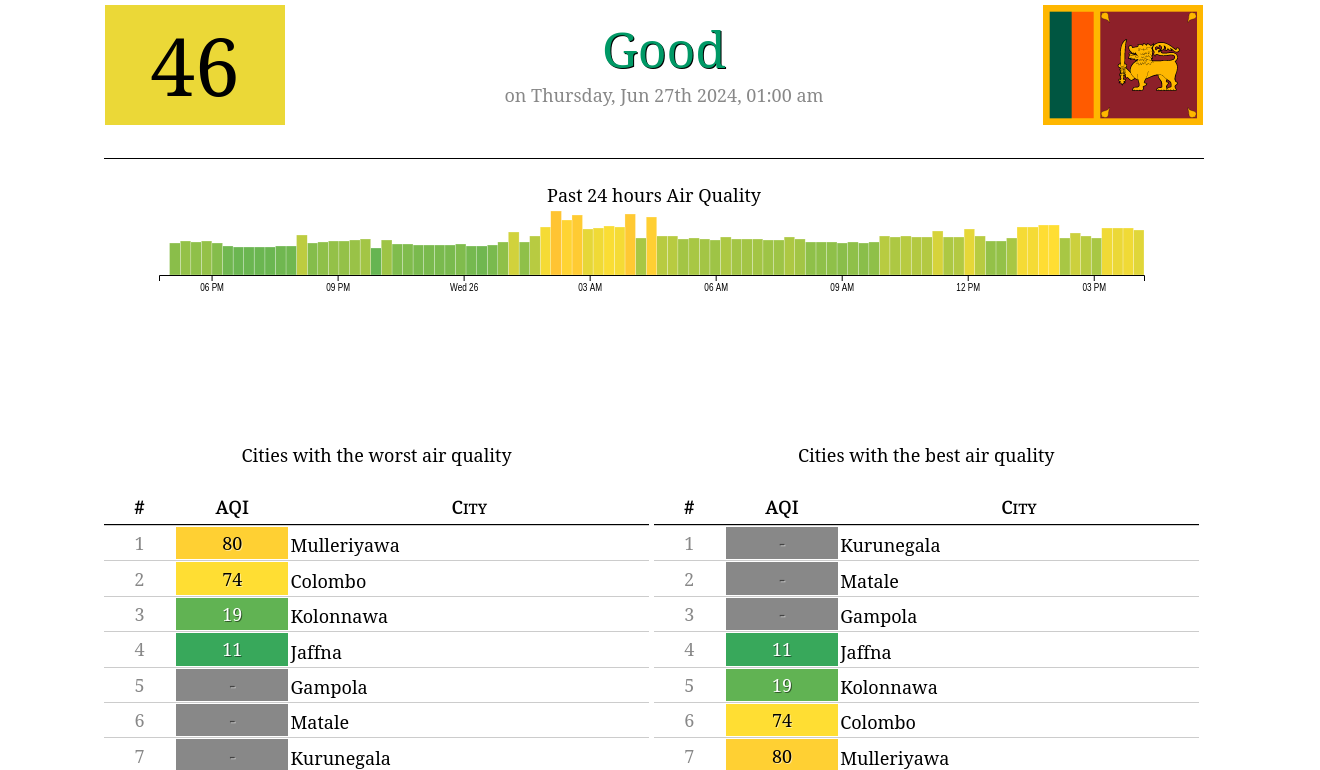 46
Good
on Thursday, Jun 27th 2024, 01:00 am
Past 24 hours Air Quality
06 PM 09 PM Wed 26 03 AM 06 AM 09 AM 12 PM 03 PM
Cities with the worst air quality
# AQI City
1 80 Mulleriyawa
2 74 Colombo
3 19 Kolonnawa
4 11 Jaffna
5 - Gampola
6 - Matale
7 - Kurunegala
Cities with the best air quality
# AQI City
1 - Kurunegala
2 - Matale
3 - Gampola
4 11 Jaffna
5 19 Kolonnawa
6 74 Colombo
7 80 Mulleriyawa